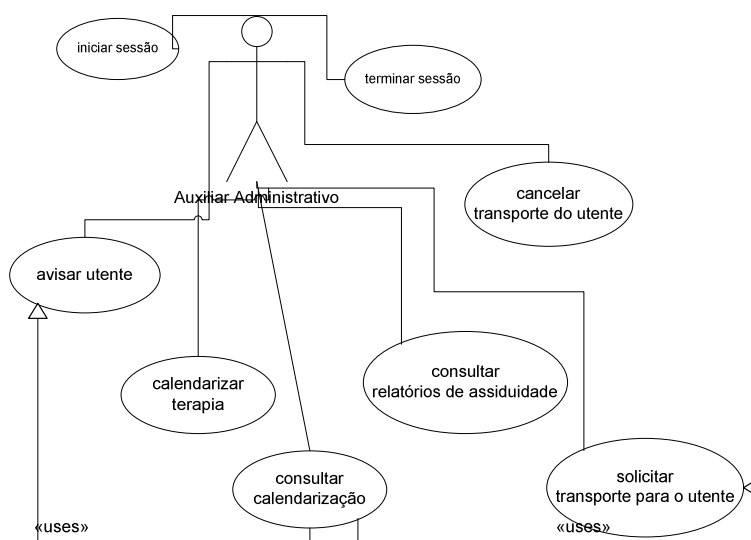 iniciar sessão
terminar sessão
Auxiliar Administrativo
cancelar
transporte do utente
avisar utente
consultar
relatórios de assiduidade
calendarizar
terapia
consultar
calendarização
solicitar
transporte para o utente
«uses»
«uses»